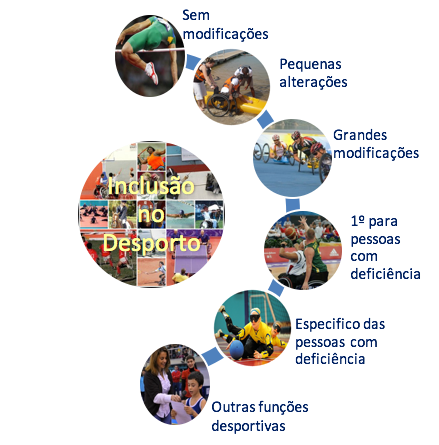 Sem
modificações
Pequenas
alterações
Grandes
modificações
Inclusão
no
Desporto
1º para
pessoas
com
deficiência
Especifico das
pessoas com
deficiência
Outras funções
desportivas